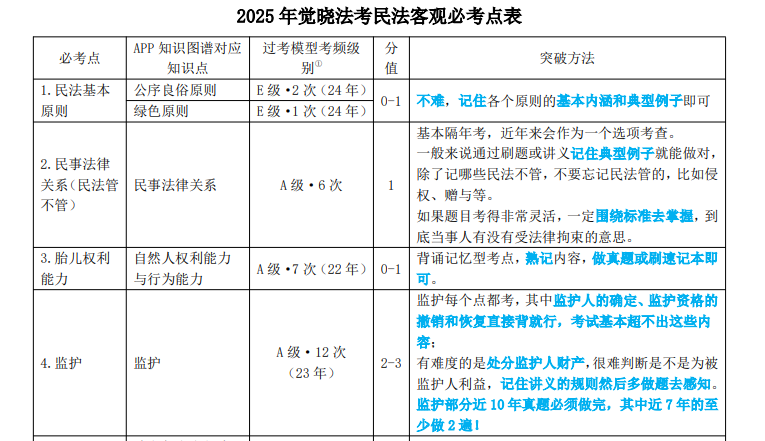 2025 年觉晓法考民法客观必考点表
必考点
APP 知识图谱对应
知识点
过考模型考频级
别①
分
值
突破方法
1.民法基本
原则
公序良俗原则
E 级·2 次（24 年）
绿色原则
E 级·1 次（24 年）
0-1
不难，记住各个原则的基本内涵和典型例子即可
2.民事法律
关系（民法管
不管）
民事法律关系
A 级·6 次
1
基本隔年考，近年来会作为一个选项考查。
一般来说通过刷题或讲义记住典型例子就能做对，
除了记哪些民法不管，不要忘记民法管的，比如侵
权、赠与等。
如果题目考得非常灵活，一定围绕标准去掌握，到
底当事人有没有受法律拘束的意思。
3.胎儿权利
能力
自然人权利能力
与行为能力
A 级·7 次（22 年）
0-1
背诵记忆型考点，熟记内容，做真题或刷速记本即
可。
4.监护
监护
A 级·12 次
（23 年）
2-3
监护每个点都考，其中监护人的确定、监护资格的
撤销和恢复直接背就行，考试基本超不出这些内
容；
有难度的是处分监护人财产，很难判断是不是为被
监护人利益，记住讲义的规则然后多做题去感知。
监护部分近 10 年真题必须做完，其中近 7 年的至
少做 2 遍！